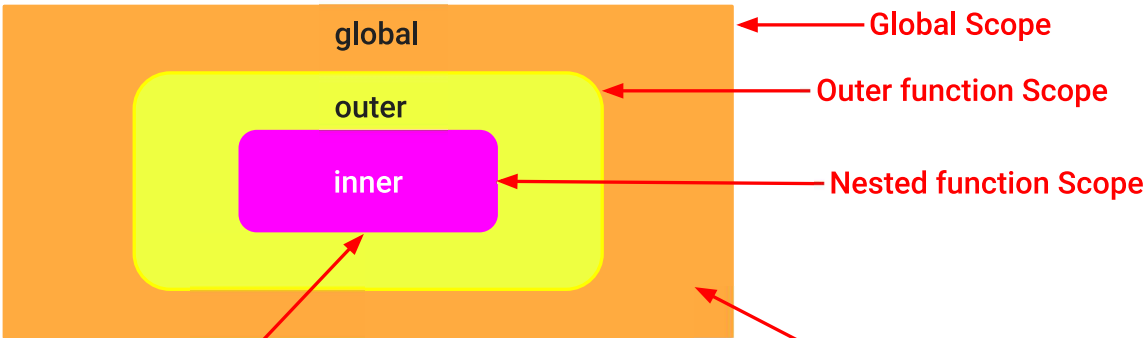 global
Global Scope
Outer function Scope
outer
inner
Nested function Scope